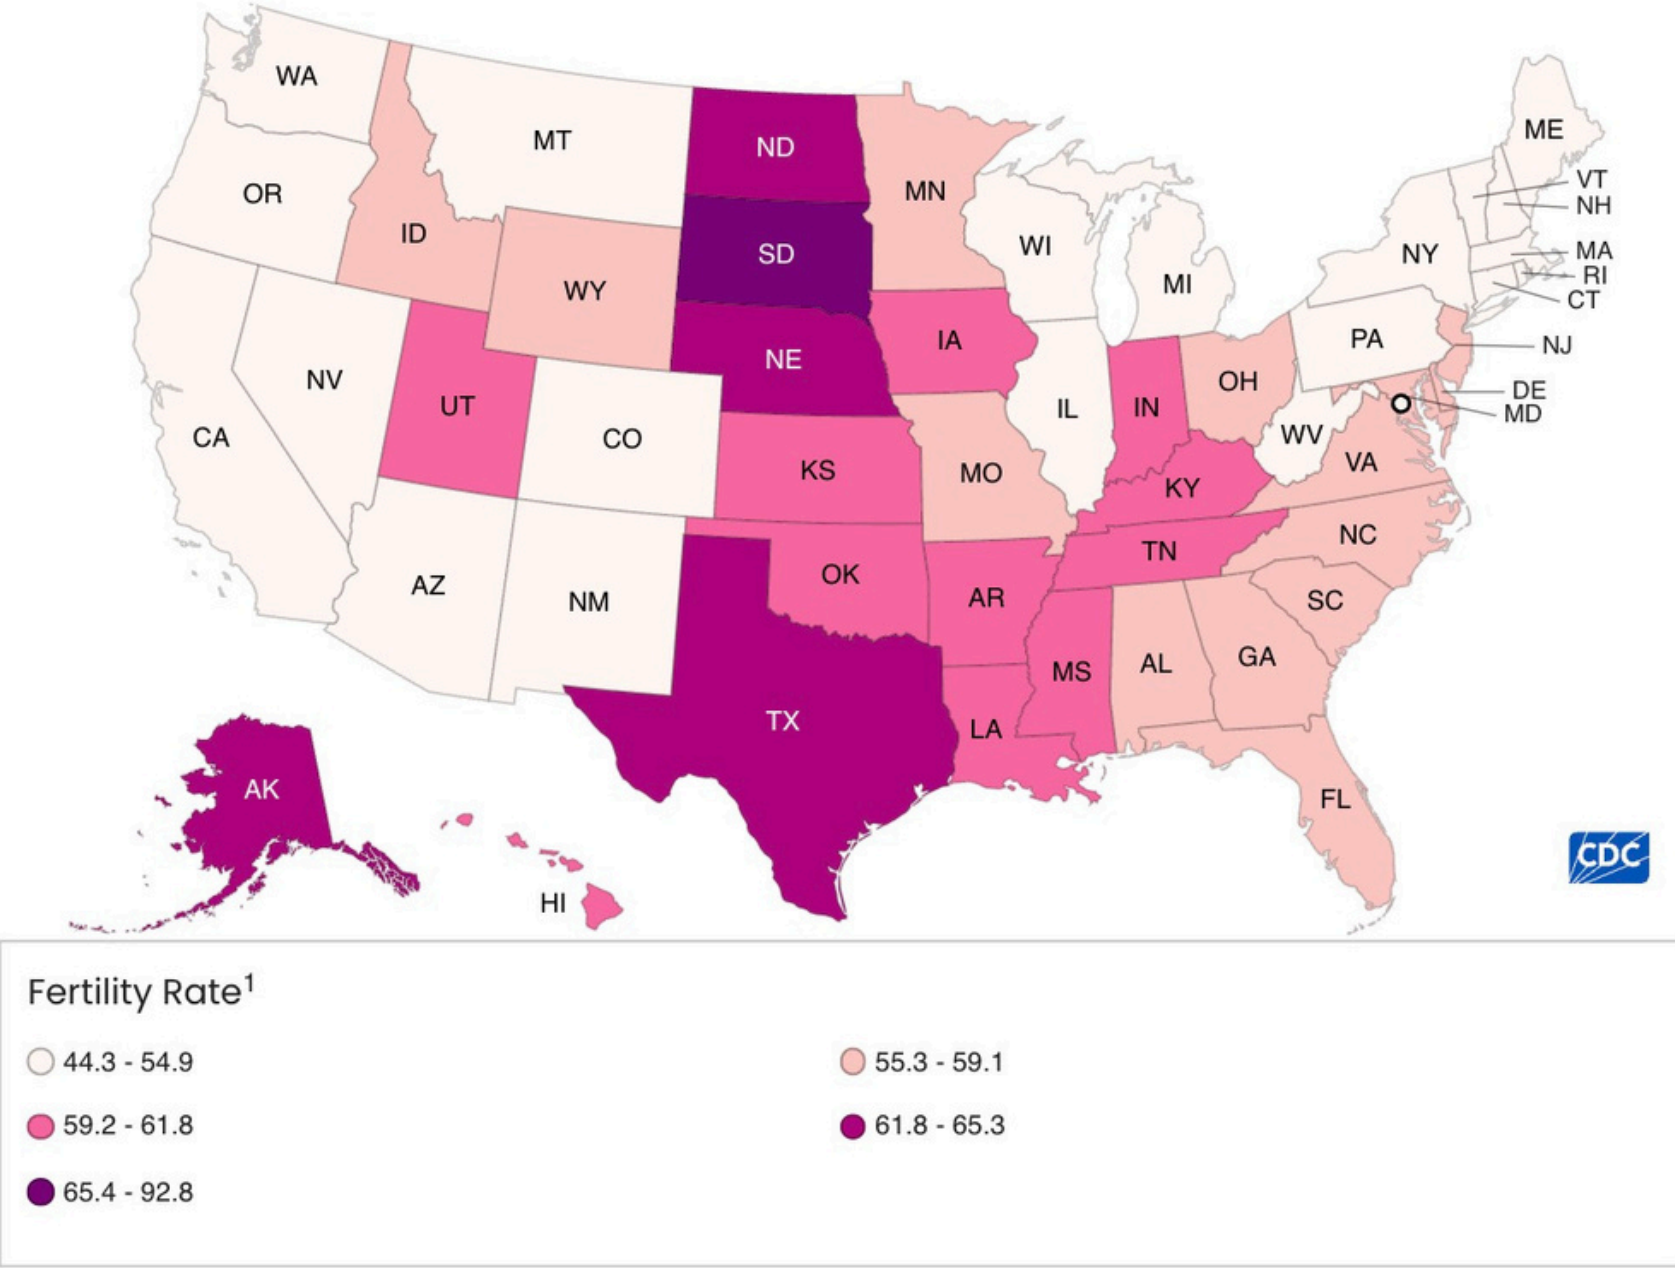 WA
MT
ND
MN
ME
VT
NH
OR
ID
SD
WI
NY
MA
RI
CT
WY
MI
NE
IA
PA
NJ
NV
UT
OH
DE
MD
CA
CO
IL
IN
WV
KS
MO
KY
VA
AZ
NM
OK
AR
TN
NC
SC
TX
LA
MS
AL
GA
AK
FL
HI
CDC
Fertility Rate¹
44.3 - 54.9
55.3 - 59.1
59.2 - 61.8
61.8 - 65.3
65.4 - 92.8